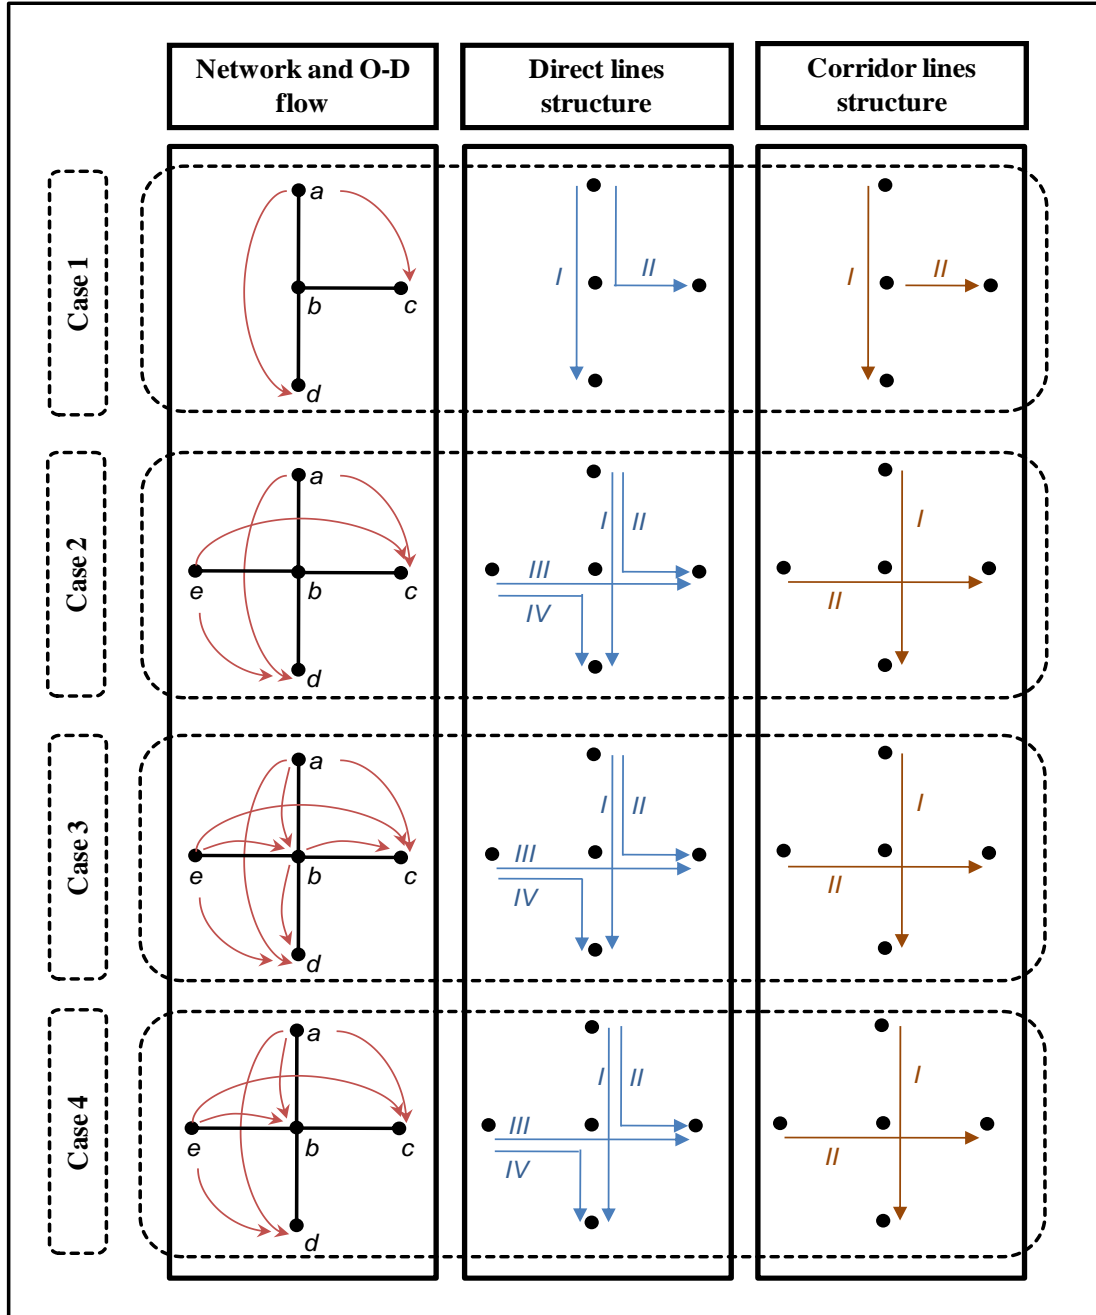 Network and O-D
flow
Direct lines
structure
Corridor lines
structure
Case 1
a
b
c
d
I
II
I
II
Case 2
a
e
b
c
d
I
II
III
IV
I
II
Case 3
a
e
b
c
d
I
II
III
IV
I
II
Case 4
a
e
b
c
d
I
II
III
IV
I
II